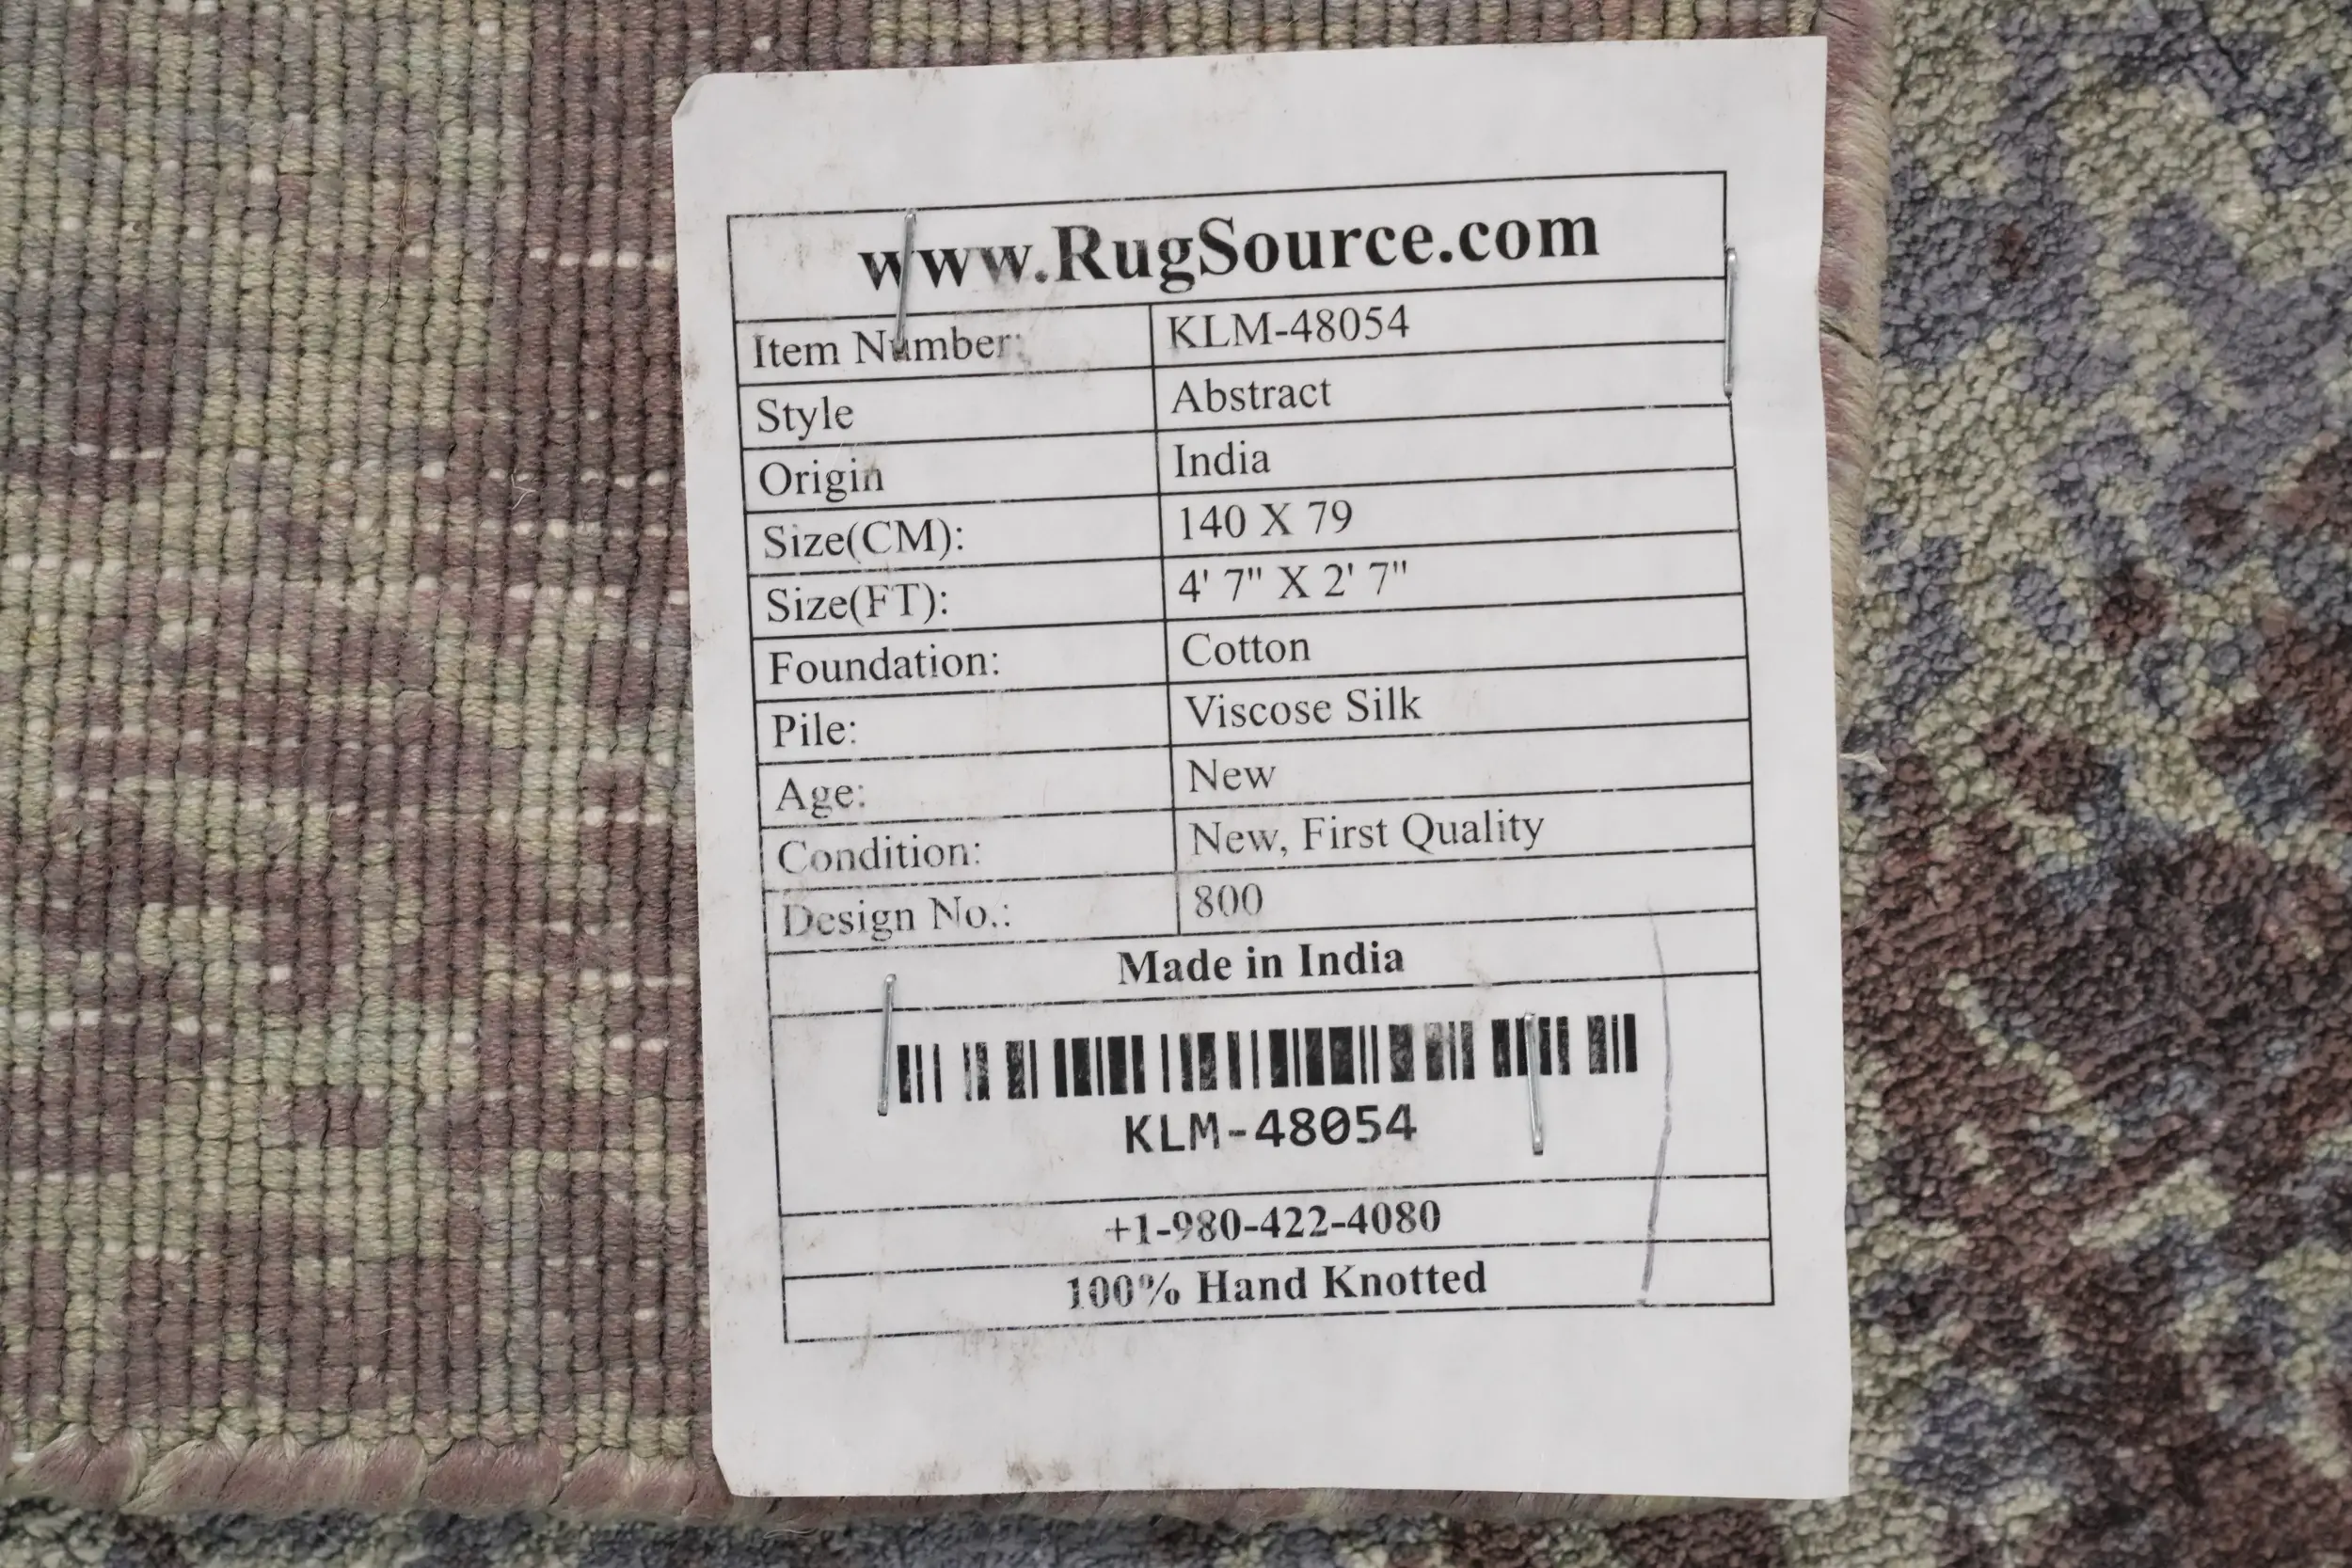 www.RugSource.com
Item Number: KLM-48054
Style Abstract
Origin India
Size(CM): 140 X 79
Size(FT): 4' 7" X 2' 7"
Foundation: Cotton
Pile: Viscose Silk
Age: New
Condition: New, First Quality
Design No.: 800
Made in India
KLM-48054
+1-980-422-4080
100% Hand Knotted